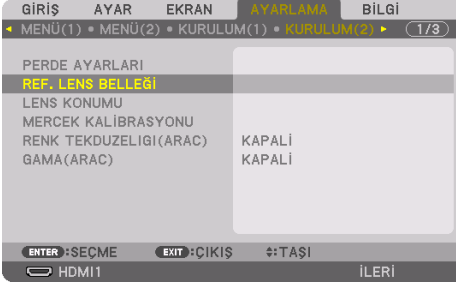 GİRİŞ AYAR EKRAN AYARLAMA BİLGİ
MENÜ(1) MENÜ(2) KURULUM(1) KURULUM(2) (1/3)
PERDE AYARLARI
REF. LENS BELLEĞİ
LENS KONUMU
MERCEK KALİBRASYONU
RENK TEKDUZELIGI(ARAC) KAPALİ
GAMA(ARAC) KAPALİ
ENTER :SEÇME EXIT :ÇIKIŞ :TAŞI
HDMI1 İLERİ